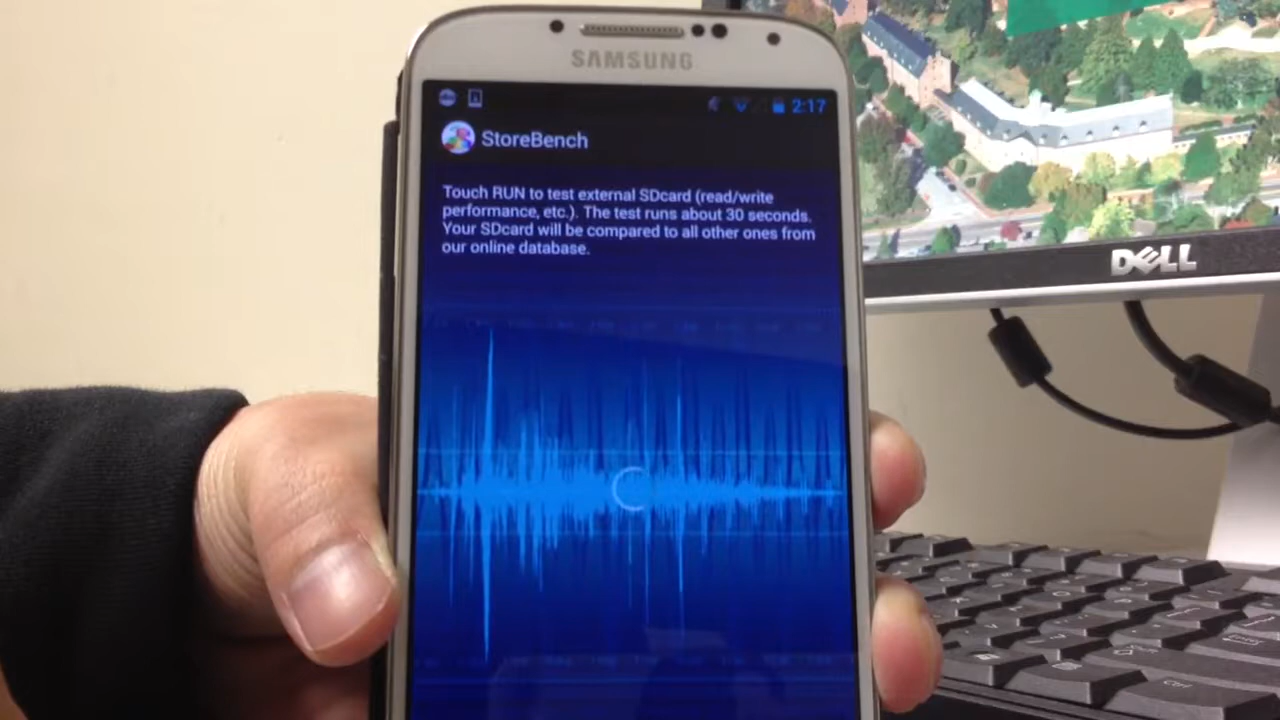 SAMSUNG
2:17
StoreBench
Touch RUN to test external SDcard (read/write
performance, etc.). The test runs about 30 seconds.
Your SDcard will be compared to all other ones from
our online database.
DELL
Ctrl